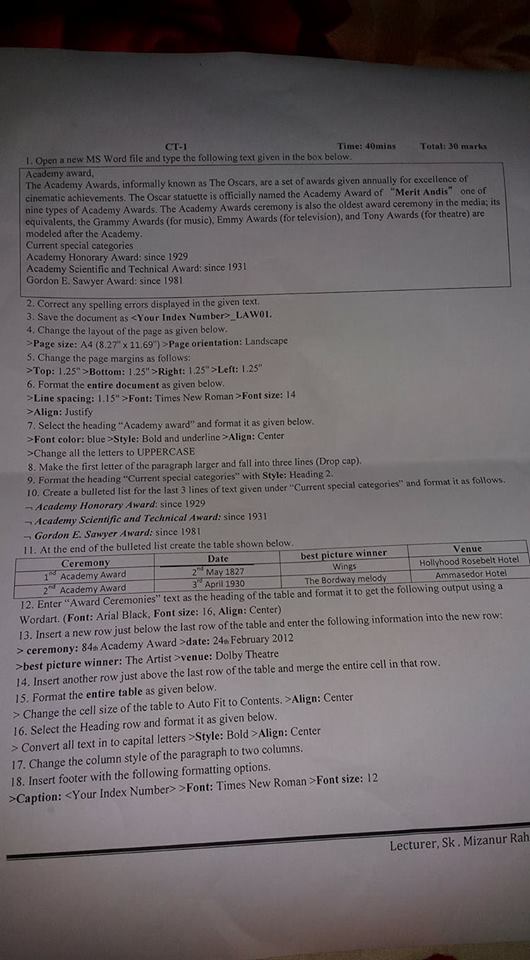 CT-1 Time: 40mins Total: 30 marks
1. Open a new MS Word file and type the following text given in the box below.
Academy award,
The Academy Awards, informally known as The Oscars, are a set of awards given annually for excellence of
cinematic achievements. The Oscar statuette is officially named the Academy Award of “Merit Andis” one of
nine types of Academy Awards. The Academy Awards ceremony is also the oldest award ceremony in the media; its
equivalents, the Grammy Awards (for music), Emmy Awards (for television), and Tony Awards (for theatre) are
modeled after the Academy.
Current special categories
Academy Honorary Award: since 1929
Academy Scientific and Technical Award: since 1931
Gordon E. Sawyer Award: since 1981
2. Correct any spelling errors displayed in the given text.
3. Save the document as <Your Index Number>_LAW01.
4. Change the layout of the page as given below.
>Page size: A4 (8.27" x 11.69") >Page orientation: Landscape
5. Change the page margins as follows:
>Top: 1.25" >Bottom: 1.25" >Right: 1.25" >Left: 1.25"
6. Format the entire document as given below.
>Line spacing: 1.15" >Font: Times New Roman >Font size: 14
>Align: Justify
7. Select the heading “Academy award” and format it as given below.
>Font color: blue >Style: Bold and underline >Align: Center
>Change all the letters to UPPERCASE
8. Make the first letter of the paragraph larger and fall into three lines (Drop cap).
9. Format the heading “Current special categories” with Style: Heading 2.
10. Create a bulleted list for the last 3 lines of text given under “Current special categories” and format it as follows.
¬ Academy Honorary Award: since 1929
¬ Academy Scientific and Technical Award: since 1931
¬ Gordon E. Sawyer Award: since 1981
11. At the end of the bulleted list create the table shown below.
Ceremony Date best picture winner Venue
1nd Academy Award 2nd May 1827 Wings Hollyhood Rosebelt Hotel
2nd Academy Award 3rd April 1930 The Bordway melody Ammasedor Hotel
12. Enter “Award Ceremonies” text as the heading of the table and format it to get the following output using a
Wordart. (Font: Arial Black, Font size: 16, Align: Center)
13. Insert a new row just below the last row of the table and enter the following information into the new row:
> ceremony: 84th Academy Award >date: 24th February 2012
>best picture winner: The Artist >venue: Dolby Theatre
14. Insert another row just above the last row of the table and merge the entire cell in that row.
15. Format the entire table as given below.
> Change the cell size of the table to Auto Fit to Contents. >Align: Center
16. Select the Heading row and format it as given below.
> Convert all text in to capital letters >Style: Bold >Align: Center
17. Change the column style of the paragraph to two columns.
18. Insert footer with the following formatting options.
>Caption: <Your Index Number> >Font: Times New Roman >Font size: 12
Lecturer, Sk . Mizanur Rah